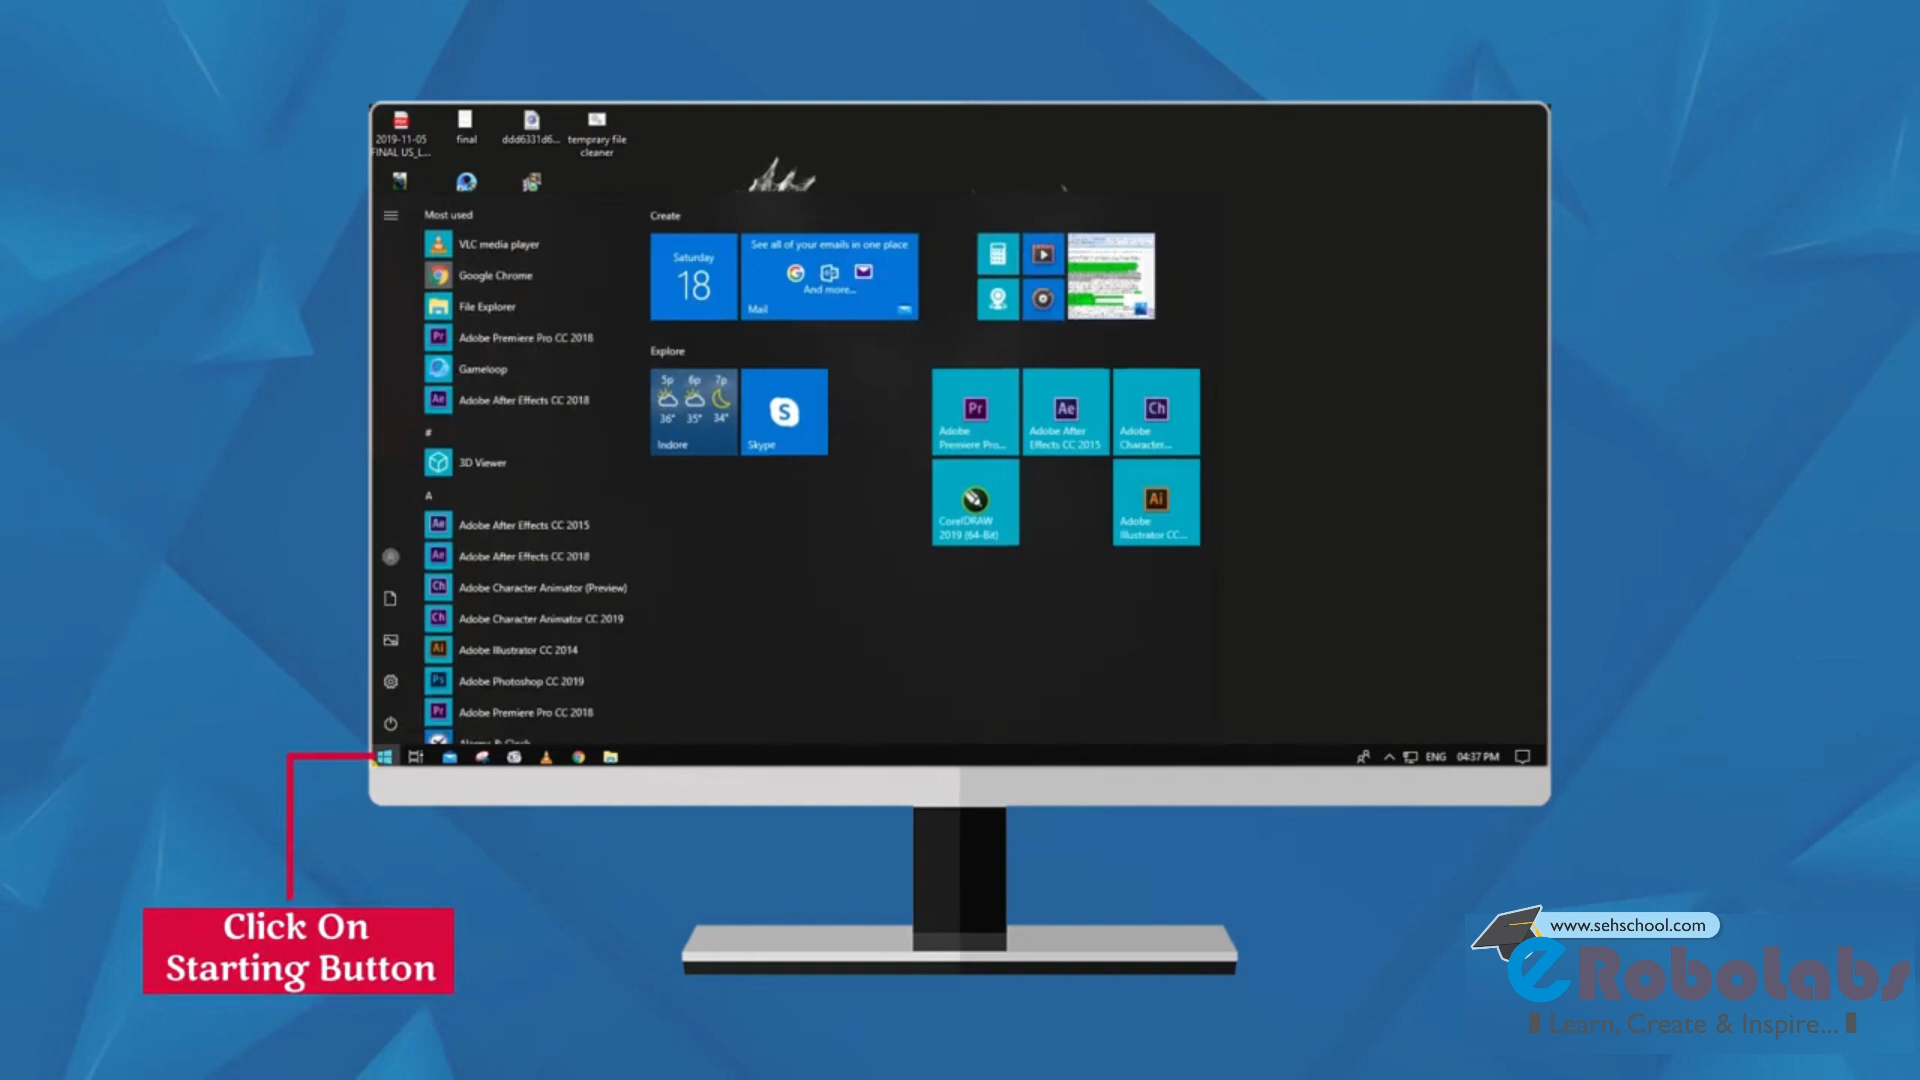 2019-11-05
FINAL US_L...
final
ddd6331d6...
temprary file
cleaner
Most used
VLC media player
Google Chrome
File Explorer
Adobe Premiere Pro CC 2018
Gameloop
Adobe After Effects CC 2018
#
3D Viewer
A
Adobe After Effects CC 2015
Adobe After Effects CC 2018
Adobe Character Animator (Preview)
Adobe Character Animator CC 2019
Adobe Illustrator CC 2014
Adobe Photoshop CC 2019
Adobe Premiere Pro CC 2018
Alarms & Clock
Create
Saturday
18
See all of your emails in one place
And more...
Mail
Explore
5p 6p 7p
36° 35° 34°
Indore
Skype
Adobe
Premiere Pro...
Adobe After
Effects CC 2015
Adobe
Character...
CorelDRAW
2019 (64-Bit)
Adobe
Illustrator CC...
ENG 04:37 PM
Click On
Starting Button
www.sehschool.com
eRoboLabs
Learn, Create & Inspire...